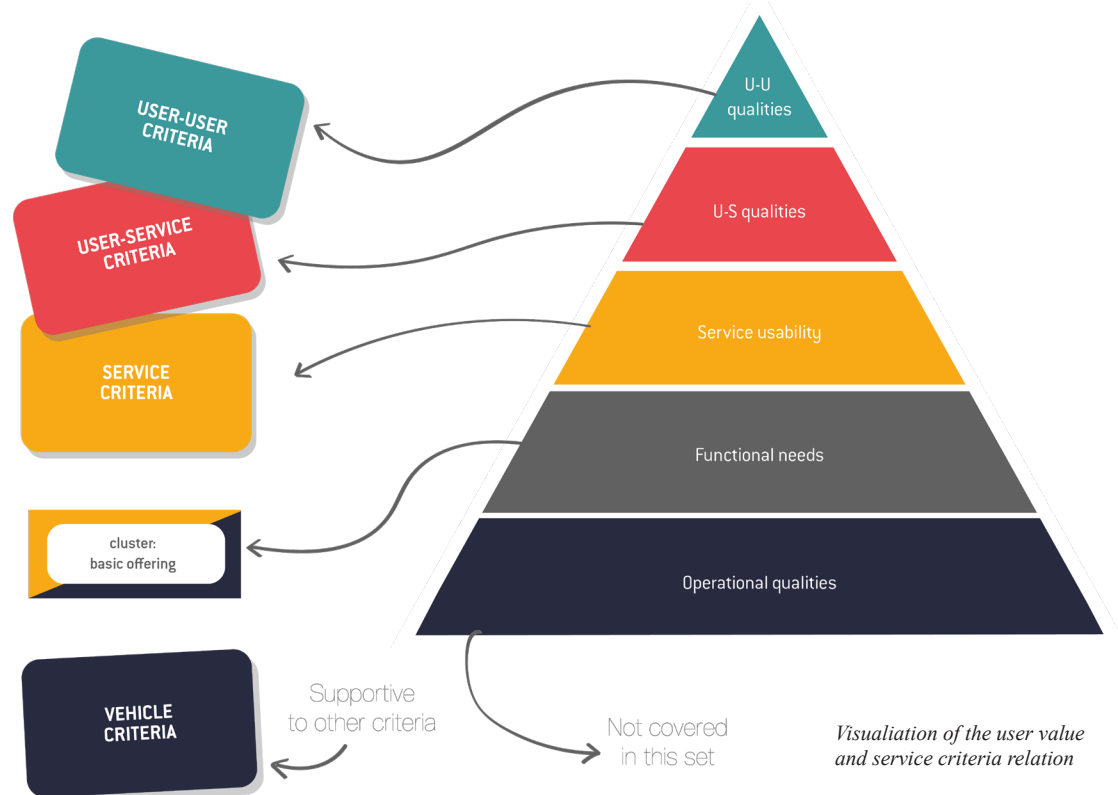 USER-USER
CRITERIA
U-U
qualities
USER-SERVICE
CRITERIA
U-S qualities
SERVICE
CRITERIA
Service usability
cluster:
basic offering
Functional needs
Operational qualities
VEHICLE
CRITERIA
Supportive
to other criteria
Not covered
in this set
Visualiation of the user value
and service criteria relation